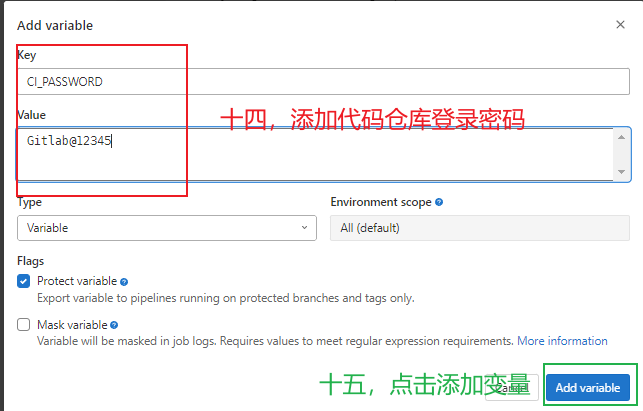 Add variable
Key
CI_PASSWORD
Value
Gitlab@12345
十四，添加代码仓库登录密码
Type
Environment scope
Variable
All (default)
Flags
Protect variable
Export variable to pipelines running on protected branches and tags only.
Mask variable
Variable will be masked in job logs. Requires values to meet regular expression requirements. More information
十五，点击添加变量
Cancel
Add variable